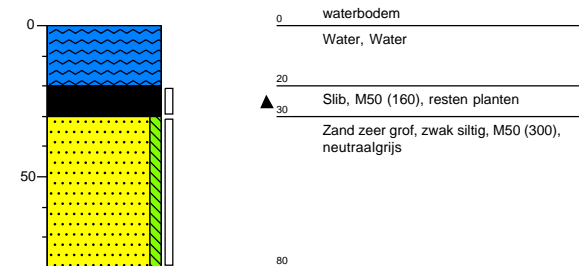 waterbodem
0
0
Water, Water
20
Slib, M50 (160), resten planten
30
Zand zeer grof, zwak siltig, M50 (300),
neutraalgrijs
50
80